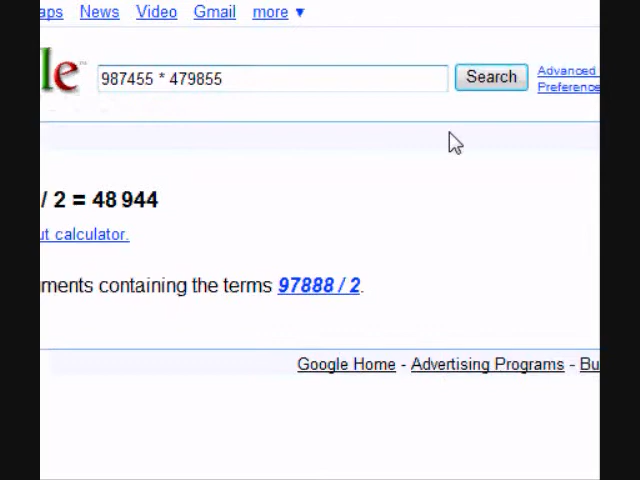 aps News Video Gmail more ▼
le™ 987455 * 479855 Search Advanced
Preference
/ 2 = 48 944
ut calculator.
ments containing the terms 97888 / 2.
Google Home - Advertising Programs - Bu